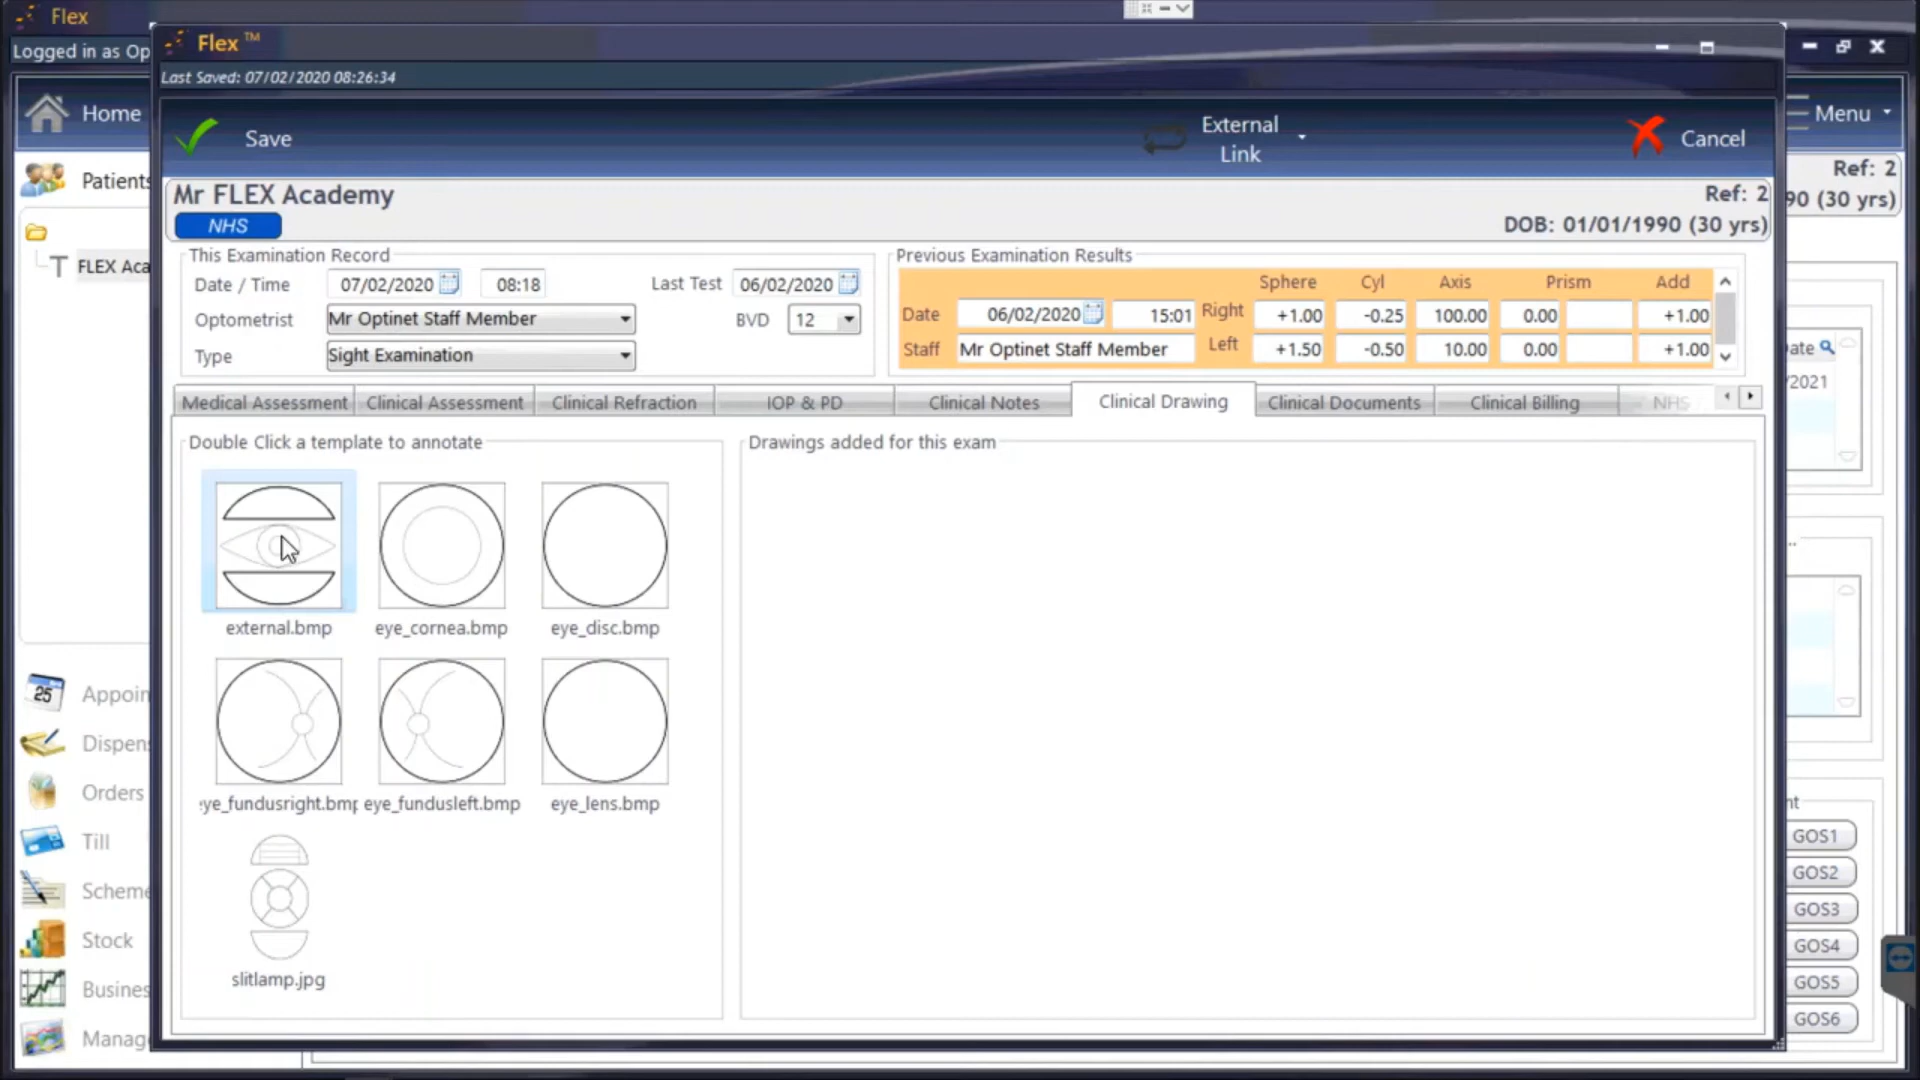 Flex
Logged in as Op
Home
Patients
FLEX Aca
Appoin
Dispens
Orders
Till
Scheme
Stock
Busines
Manag
Flex ™
Last Saved: 07/02/2020 08:26:34
Save
External
Link
Cancel
Menu
Mr FLEX Academy
NHS
Ref: 2
DOB: 01/01/1990 (30 yrs)
Ref: 2
90 (30 yrs)
This Examination Record
Date / Time 07/02/2020 08:18 Last Test 06/02/2020
Optometrist Mr Optinet Staff Member BVD 12
Type Sight Examination
Previous Examination Results
Sphere Cyl Axis Prism Add
Date 06/02/2020 15:01 Right +1.00 -0.25 100.00 0.00 +1.00
Staff Mr Optinet Staff Member Left +1.50 -0.50 10.00 0.00 +1.00
Medical Assessment Clinical Assessment Clinical Refraction IOP & PD Clinical Notes Clinical Drawing Clinical Documents Clinical Billing NHS
Double Click a template to annotate
Drawings added for this exam
external.bmp eye_cornea.bmp eye_disc.bmp
eye_fundusright.bmp eye_fundusleft.bmp eye_lens.bmp
slitlamp.jpg
25
Date
/2021
nt
GOS1
GOS2
GOS3
GOS4
GOS5
GOS6